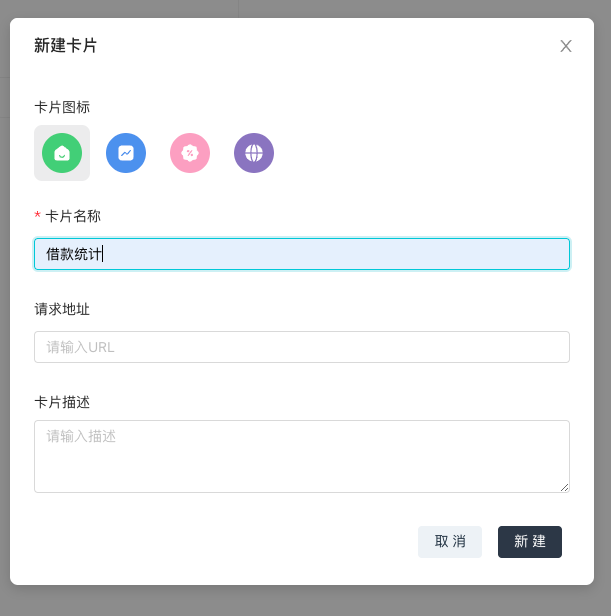 新建卡片
卡片图标
* 卡片名称
借款统计
请求地址
请输入URL
卡片描述
请输入描述
取 消
新 建